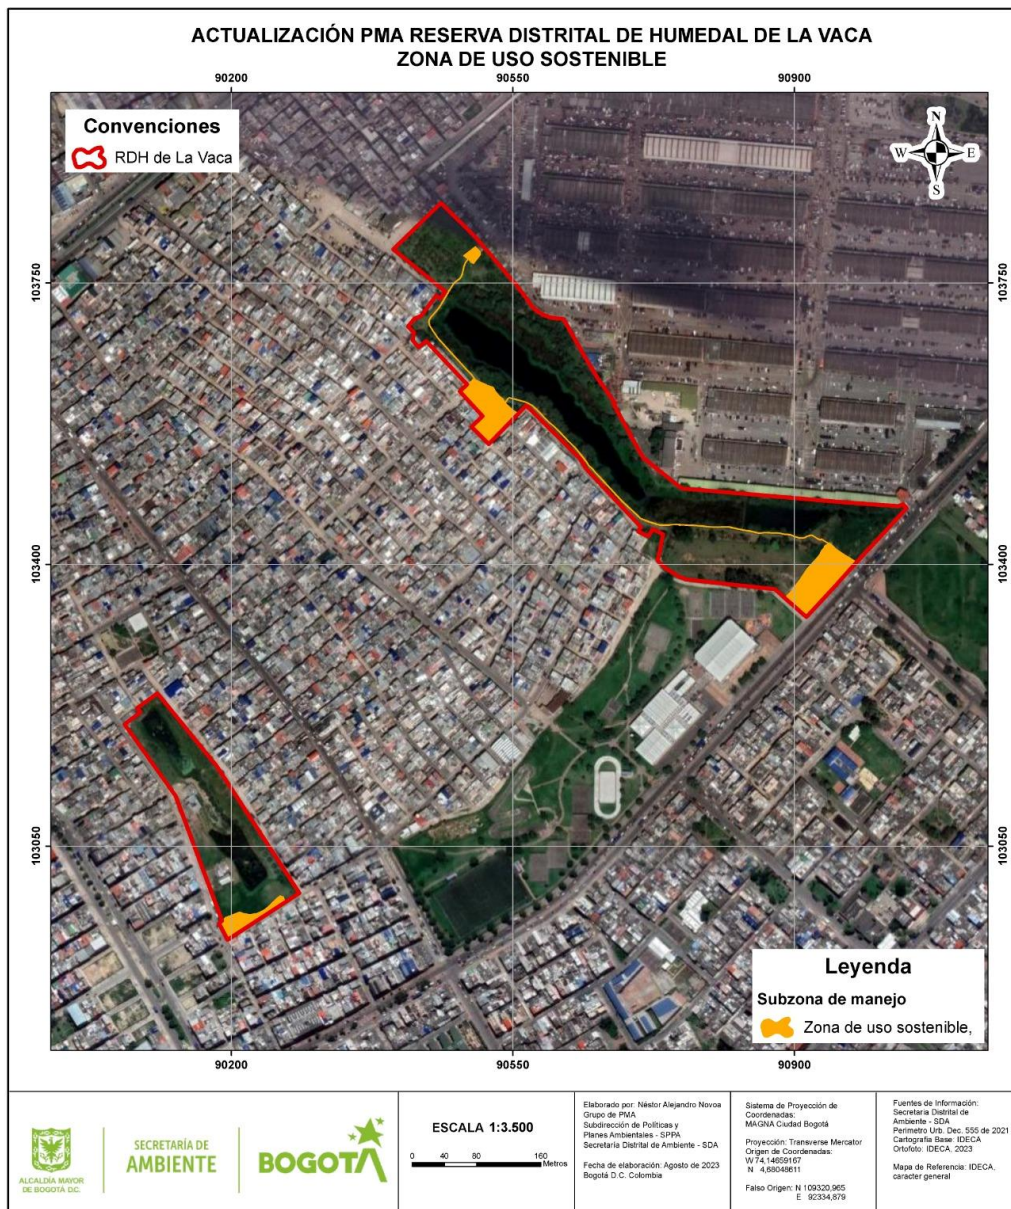 ACTUALIZACIÓN PMA RESERVA DISTRITAL DE HUMEDAL DE LA VACA
ZONA DE USO SOSTENIBLE
90200 90550 90900
Convenciones
RDH de La Vaca
N
W E
S
103750 103750
103400 103400
103050 103050
Leyenda
Subzona de manejo
Zona de uso sostenible,
90200 90550 90900
ALCALDÍA MAYOR
DE BOGOTÁ D.C.
SECRETARÍA DE
AMBIENTE
BOGOTÁ
ESCALA 1:3.500
0 40 80 160
Metros
Elaborado por: Néstor Alejandro Novoa
Grupo de PMA
Subdirección de Políticas y
Planes Ambientales - SPPA
Secretaría Distrital de Ambiente - SDA
Fecha de elaboración: Agosto de 2023
Bogotá D.C. Colombia
Sistema de Proyección de
Coordenadas:
MAGNA Ciudad Bogotá
Proyección: Transverse Mercator
Origen de Coordenadas:
W 74,14659167
N 4,68048611
Falso Origen: N 109320,965
E 92334,879
Fuentes de Información:
Secretaria Distrital de
Ambiente - SDA
Perimetro Urb. Dec. 555 de 2021
Cartografia Base: IDECA
Ortofoto: IDECA, 2023
Mapa de Referencia: IDECA,
caracter general